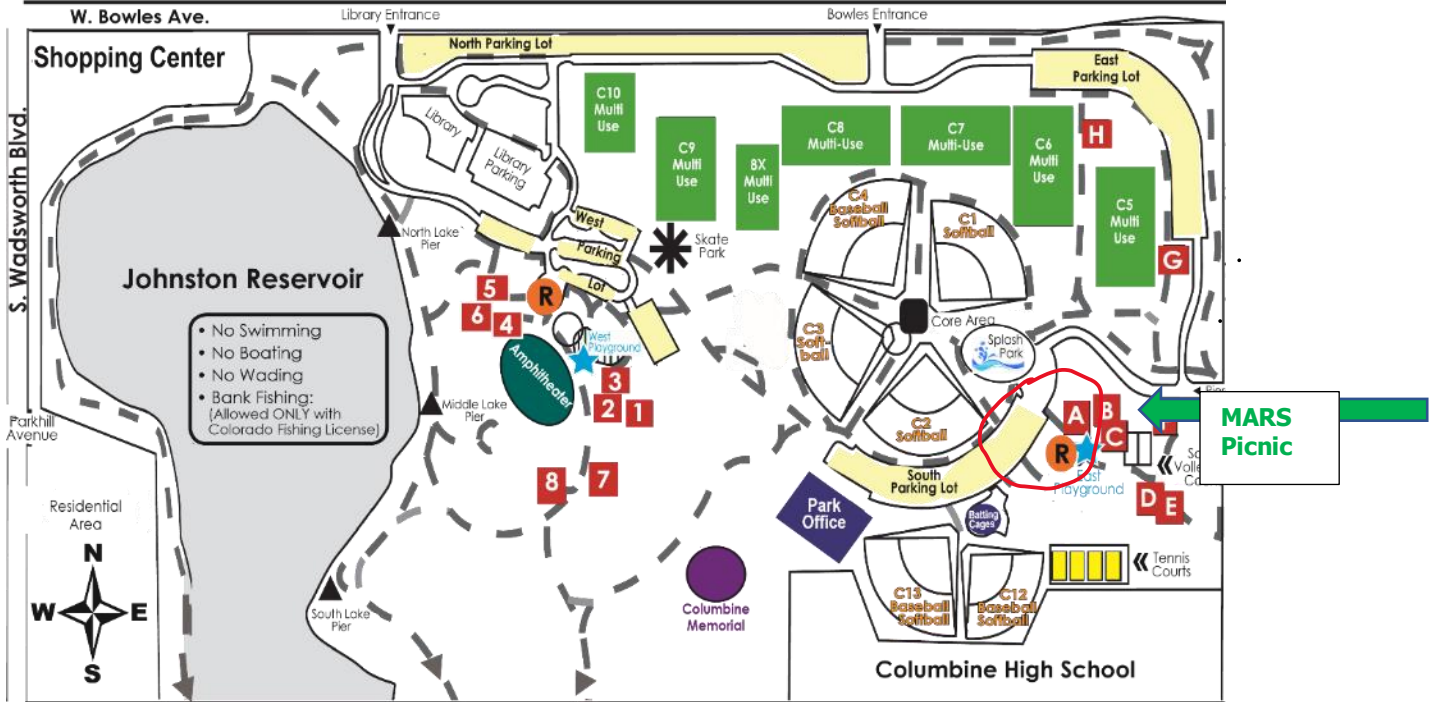 W. Bowles Ave.
Library Entrance
Bowles Entrance
Shopping Center
North Parking Lot
East
Parking Lot
S. Wadsworth Blvd.
C10
Multi
Use
C9
Multi
Use
8X
Multi
Use
C8
Multi-Use
C7
Multi-Use
C6
Multi
Use
H
C5
Multi
Use
G
Library
Library
Parking
West
Parking
Lot
North Lake
Pier
Skate
Park
C4
Baseball
Softball
C1
Softball
C3
Soft-
ball
Core Area
Splash
Park
C2
Softball
Johnston Reservoir
• No Swimming
• No Boating
• No Wading
• Bank Fishing:
(Allowed ONLY with
Colorado Fishing License)
5
6
4
R
West
Playground
Amphitheater
3
2
1
Middle Lake
Pier
8
7
Parkhill
Avenue
A
B
C
R
East
Playground
MARS
Picnic
D
E
South
Parking Lot
Park
Office
Batting
Cages
Tennis
Courts
Residential
Area
N
W
E
S
South Lake
Pier
Columbine
Memorial
C13
Baseball
Softball
C12
Baseball
Softball
Columbine High School